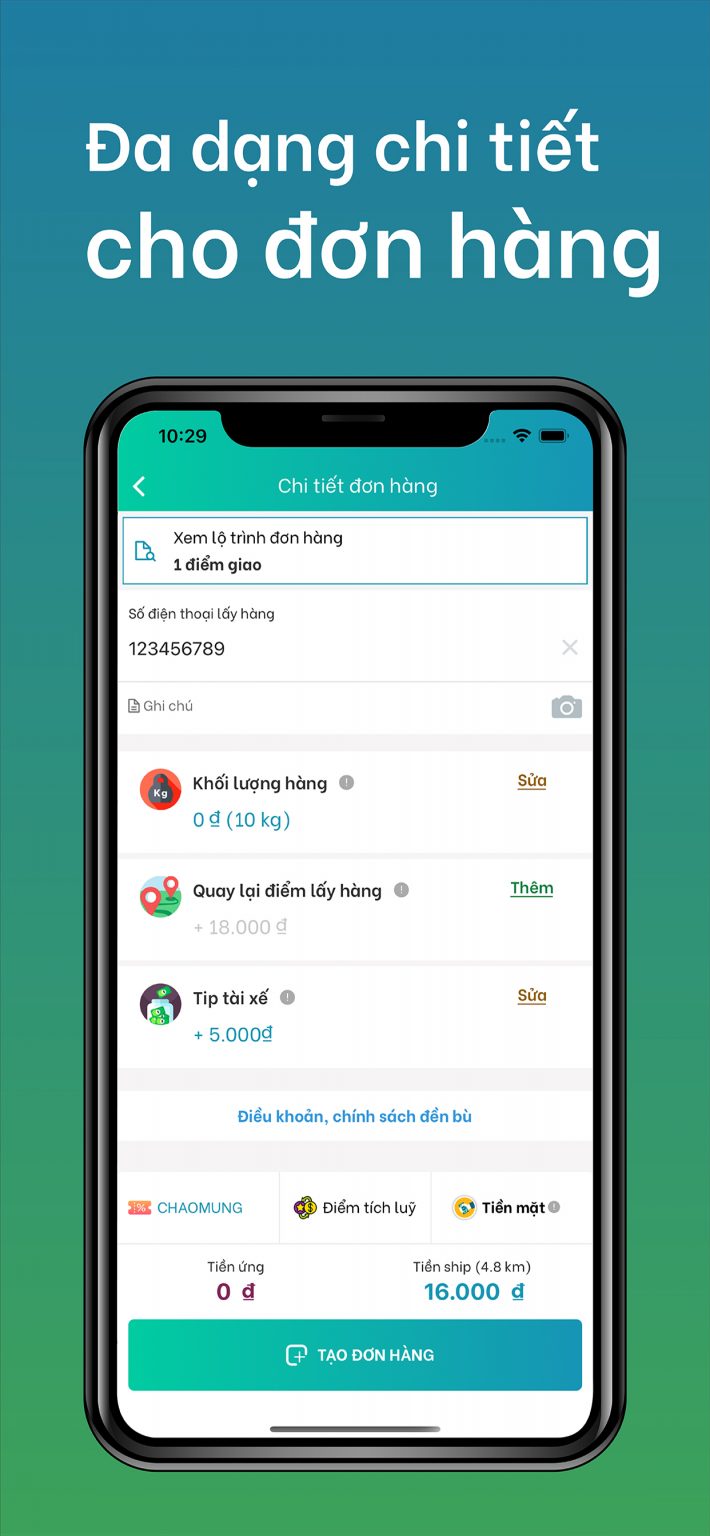 Đa dạng chi tiết
cho đơn hàng
10:29
Chi tiết đơn hàng
Xem lộ trình đơn hàng
1 điểm giao
Số điện thoại lấy hàng
123456789
Ghi chú
Kg
Khối lượng hàng
Sửa
0 ₫ (10 kg)
Quay lại điểm lấy hàng
Thêm
+ 18.000 ₫
Tip tài xế
Sửa
+ 5.000₫
Điều khoản, chính sách đền bù
% CHAOMUNG
Điểm tích luỹ
Tiền mặt
Tiền ứng
Tiền ship (4.8 km)
0 ₫
16.000 ₫
TẠO ĐƠN HÀNG